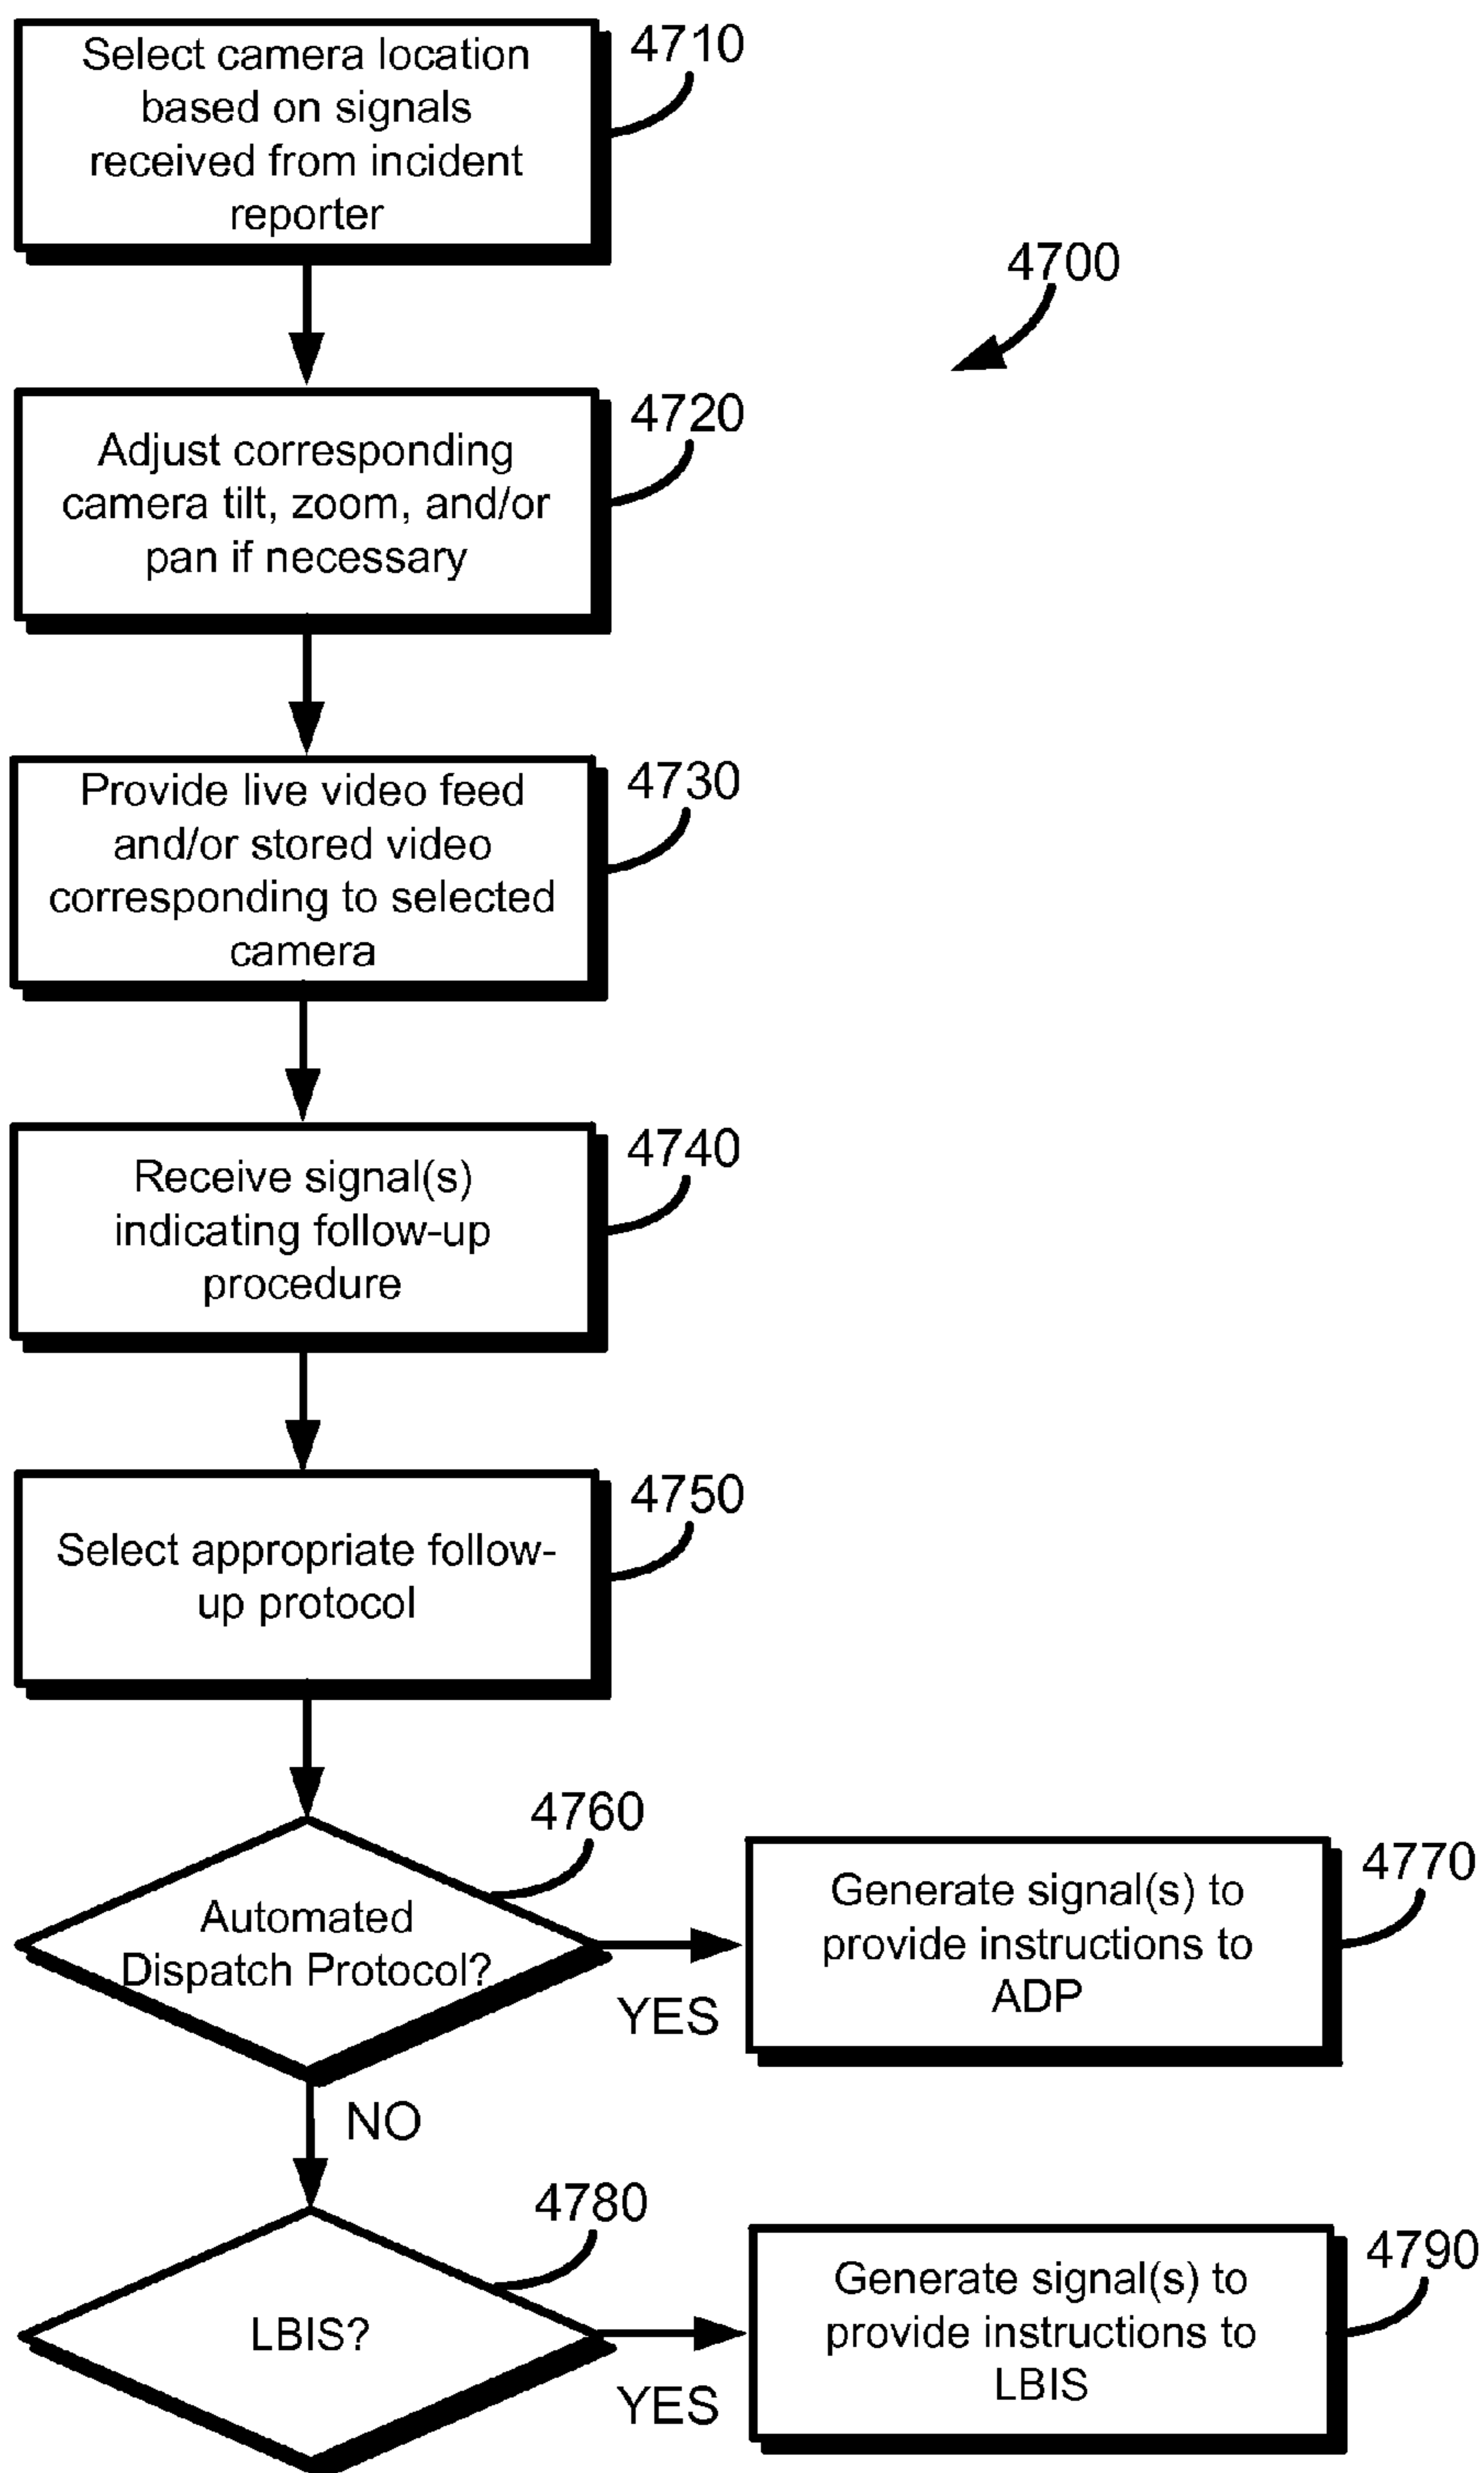 Select camera location
based on signals
received from incident
reporter
4710
4700
Adjust corresponding
camera tilt, zoom, and/or
pan if necessary
4720
Provide live video feed
and/or stored video
corresponding to selected
camera
4730
Receive signal(s)
indicating follow-up
procedure
4740
Select appropriate follow-
up protocol
4750
Automated
Dispatch Protocol?
4760
YES
Generate signal(s) to
provide instructions to
ADP
4770
NO
LBIS?
4780
YES
Generate signal(s) to
provide instructions to
LBIS
4790